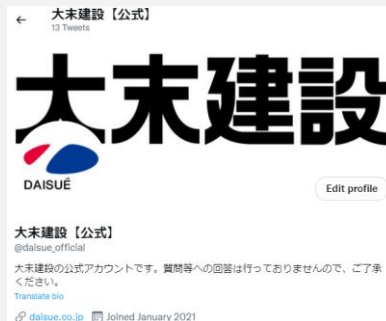 大末建設【公式】
13 Tweets
大末建設
DAISUÉ
Edit profile
大末建設【公式】
@daisue_official
大末建設の公式アカウントです。質問等への回答は行っておりませんので、ご了承
ください。
Translate bio
daisue.co.jp Joined January 2021